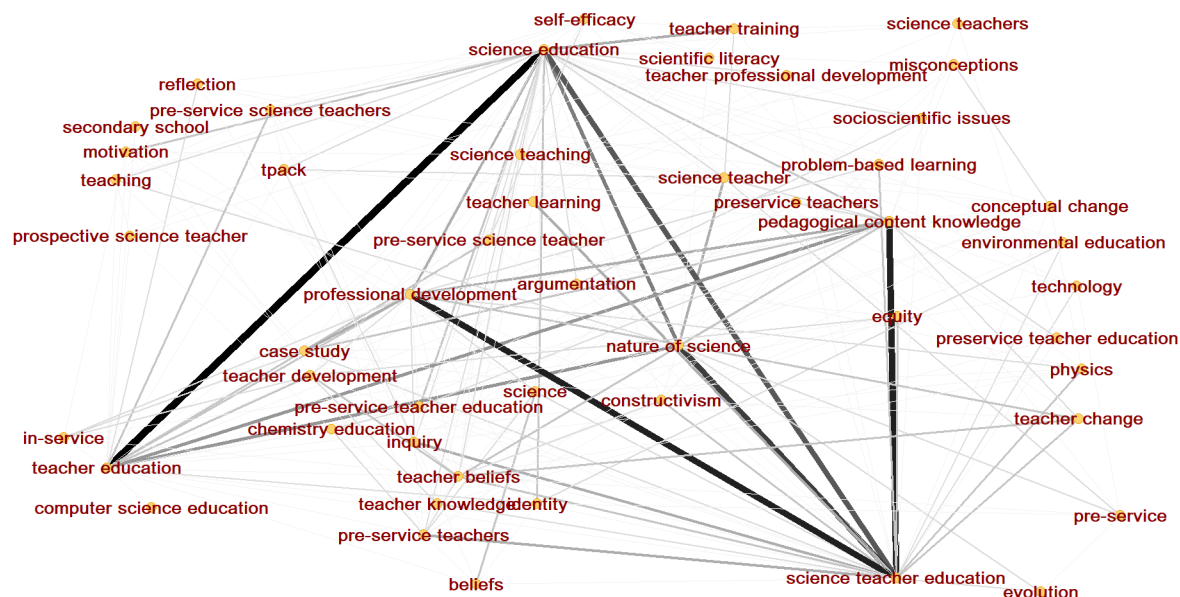 self-efficacy
science teachers
teacher training
science education
scientific literacy
misconceptions
teacher professional development
reflection
pre-service science teachers
socioscientific issues
secondary school
motivation
science teaching
problem-based learning
tpack
science teacher
teaching
teacher learning
preservice teachers
conceptual change
pedagogical content knowledge
prospective science teacher
pre-service science teacher
environmental education
argumentation
technology
professional development
equity
preservice teacher education
nature of science
case study
physics
teacher development
science
constructivism
pre-service teacher education
teacher change
chemistry education
in-service
inquiry
teacher education
teacher beliefs
teacher knowledge
identity
computer science education
pre-service
pre-service teachers
science teacher education
beliefs
evolution